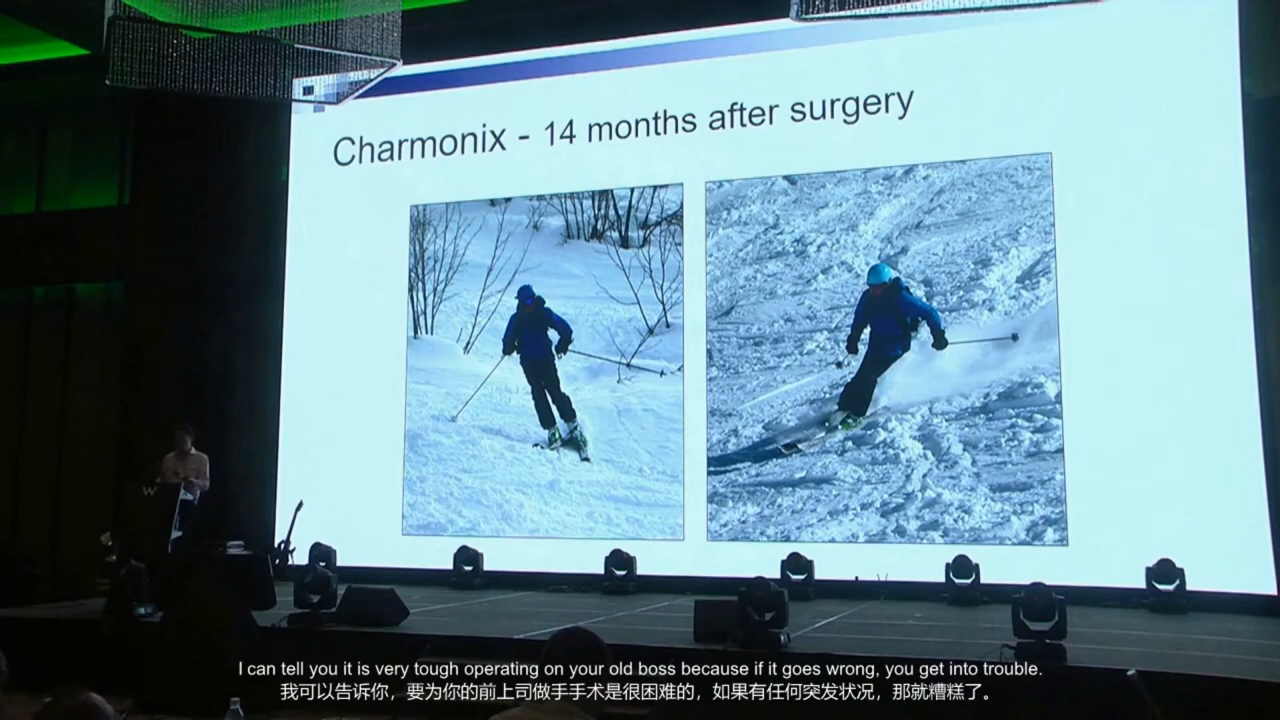 Charmonix - 14 months after surgery
W
I can tell you it is very tough operating on your old boss because if it goes wrong, you get into trouble.
我可以告诉你，要为你的前上司做手手术是很困难的，如果有任何突发状况，那就糟糕了。